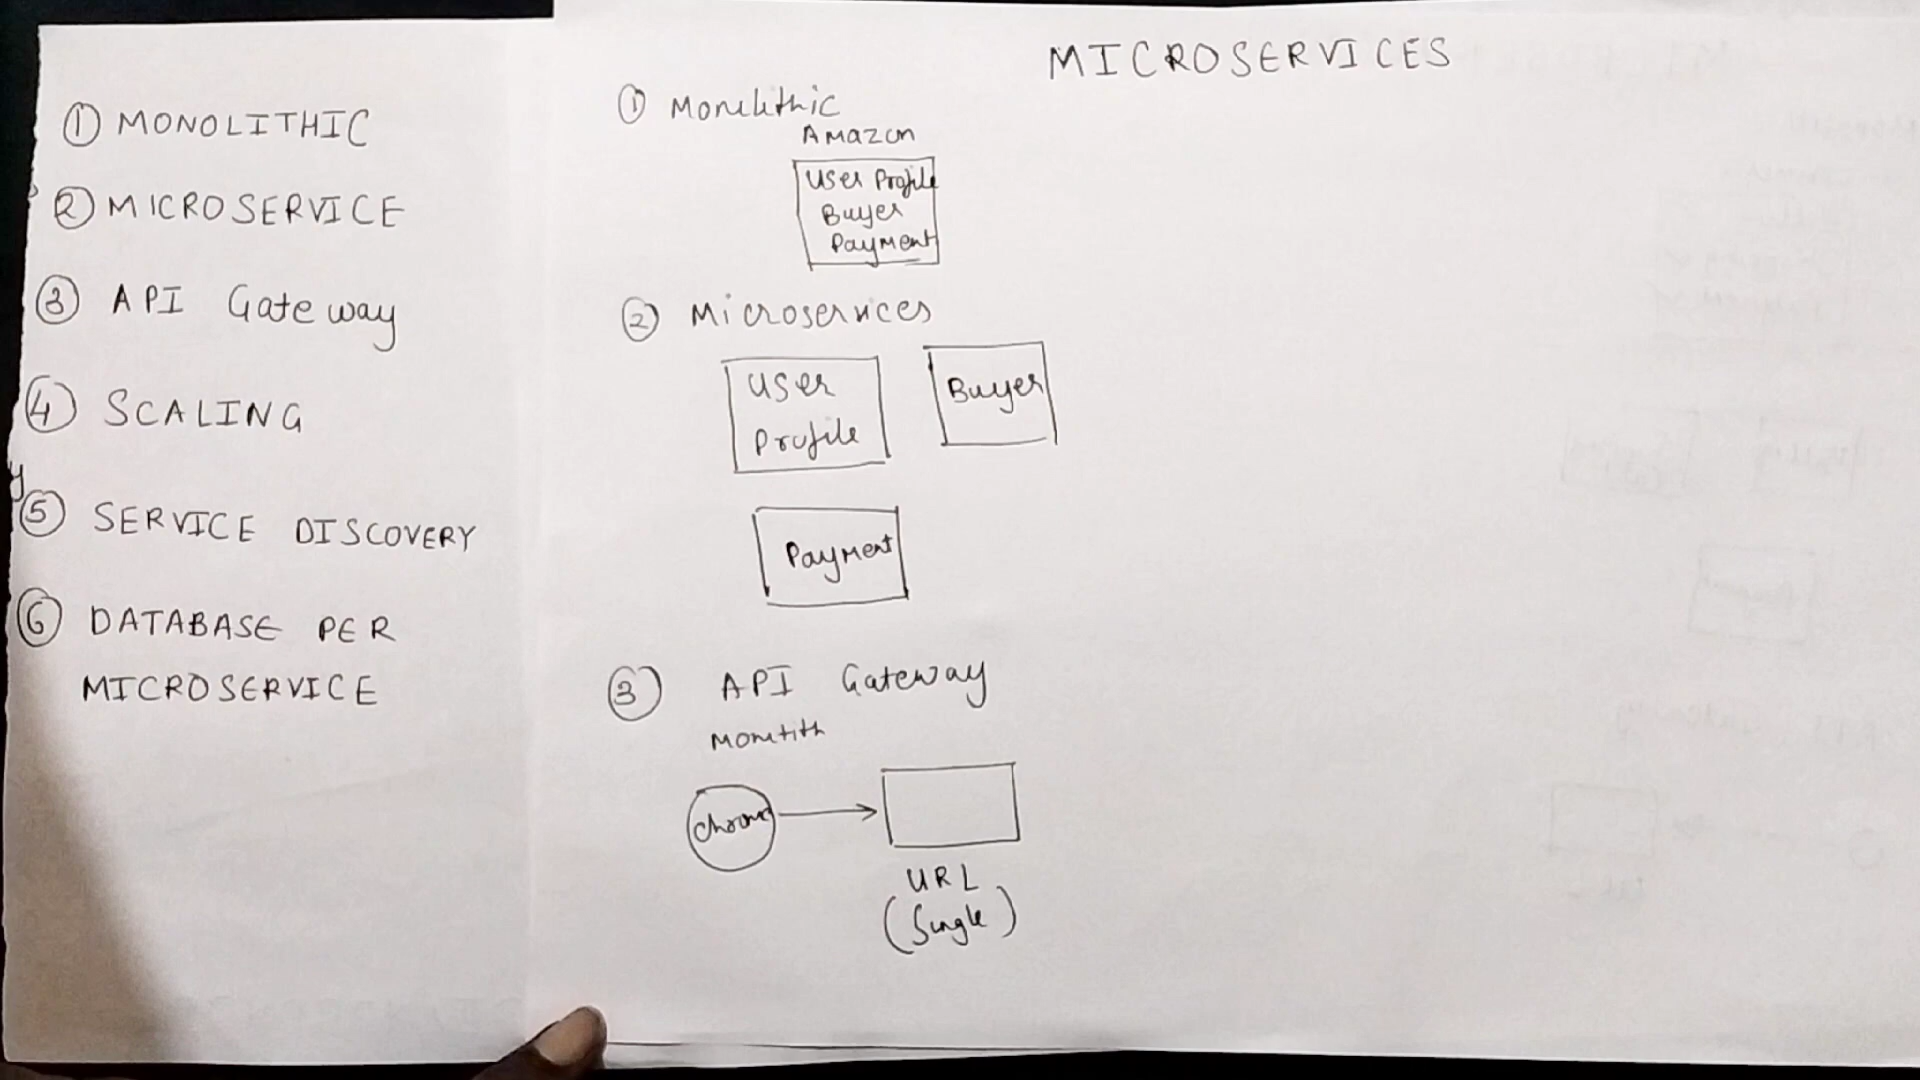 ① MONOLITHIC
② MICROSERVICE
③ API Gateway
④ SCALING
⑤ SERVICE DISCOVERY
⑥ DATABASE PER
MICROSERVICE
MICROSERVICES
① Monolithic
Amazon
User Profile
Buyer
Payment
② Microservices
User
Profile
Buyer
Payment
③ API Gateway
Chrome
URL
(Single)